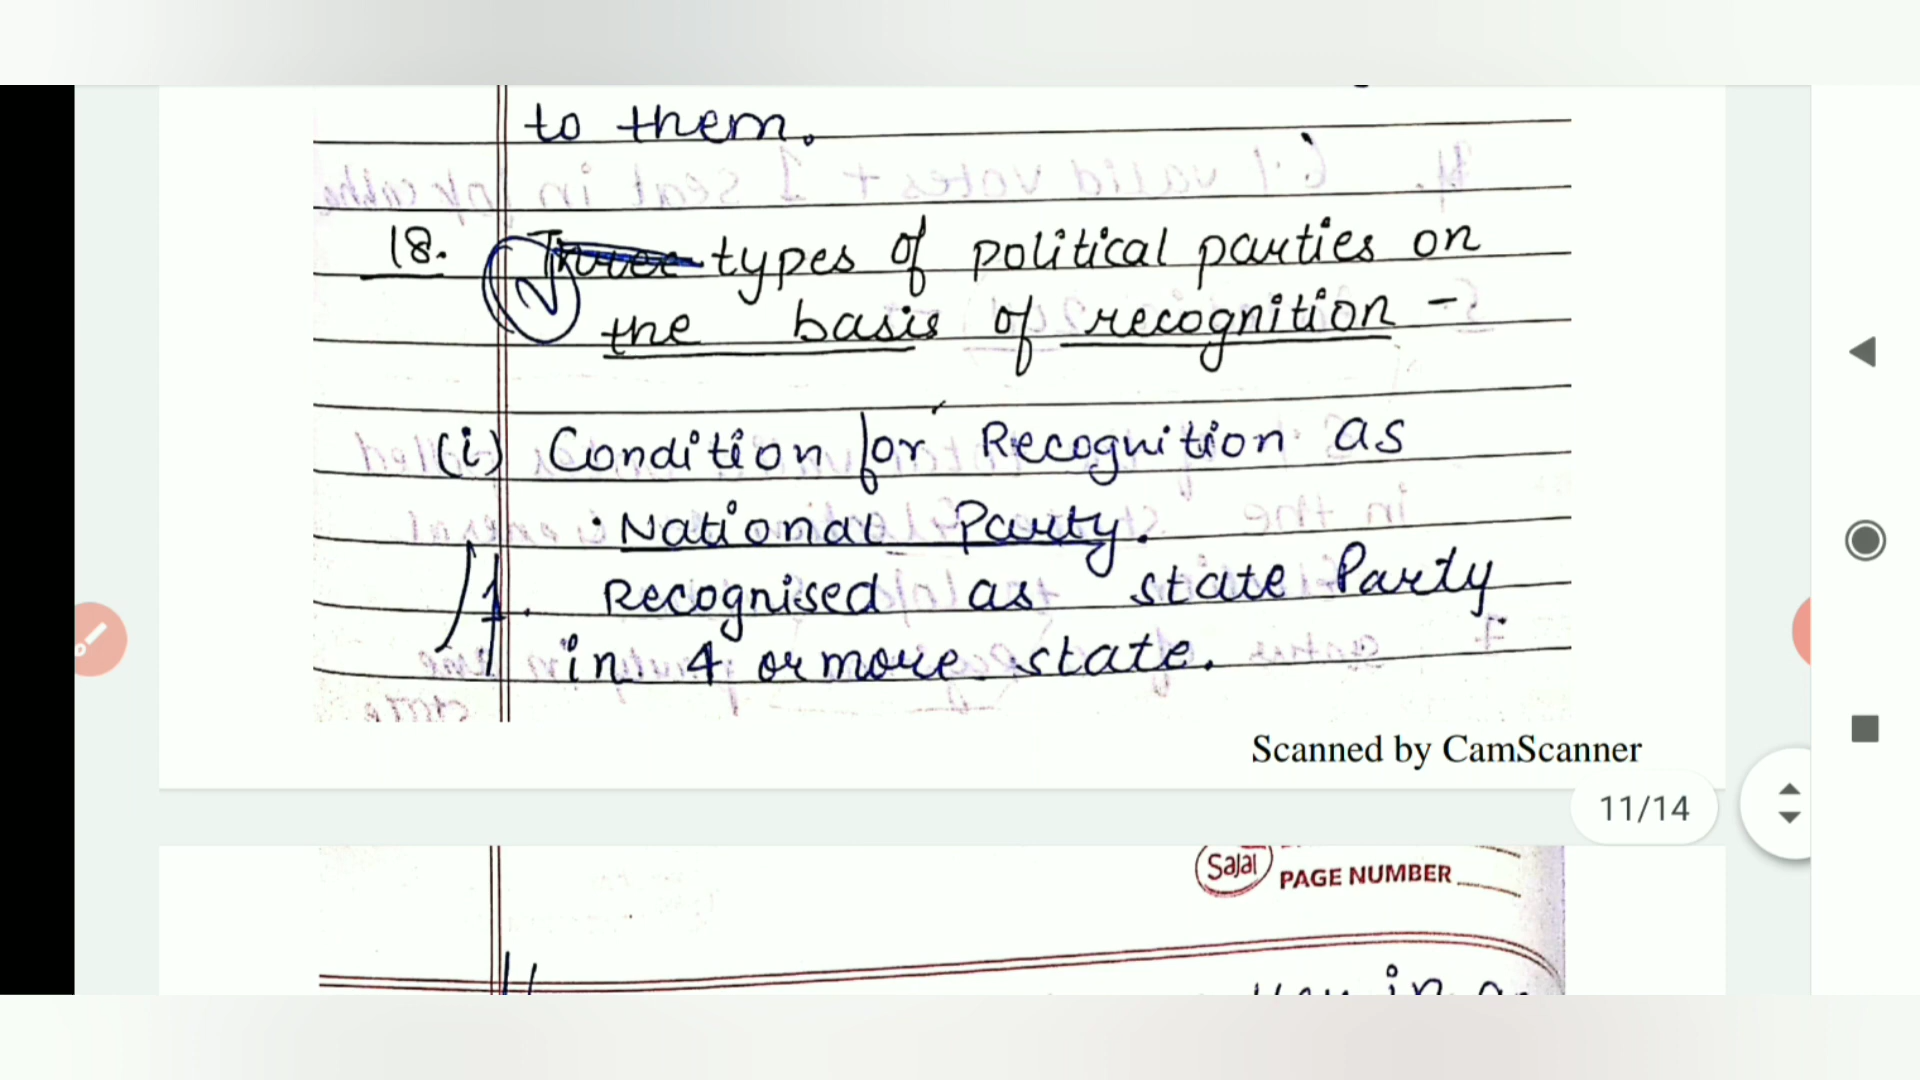 to them.
18. Three types of political parties on
the basis of recognition -
(i) Condition for Recognition as
National Party.
1. Recognised as state Party
in 4 or more state.
Scanned by CamScanner
11/14
Sajal
PAGE NUMBER